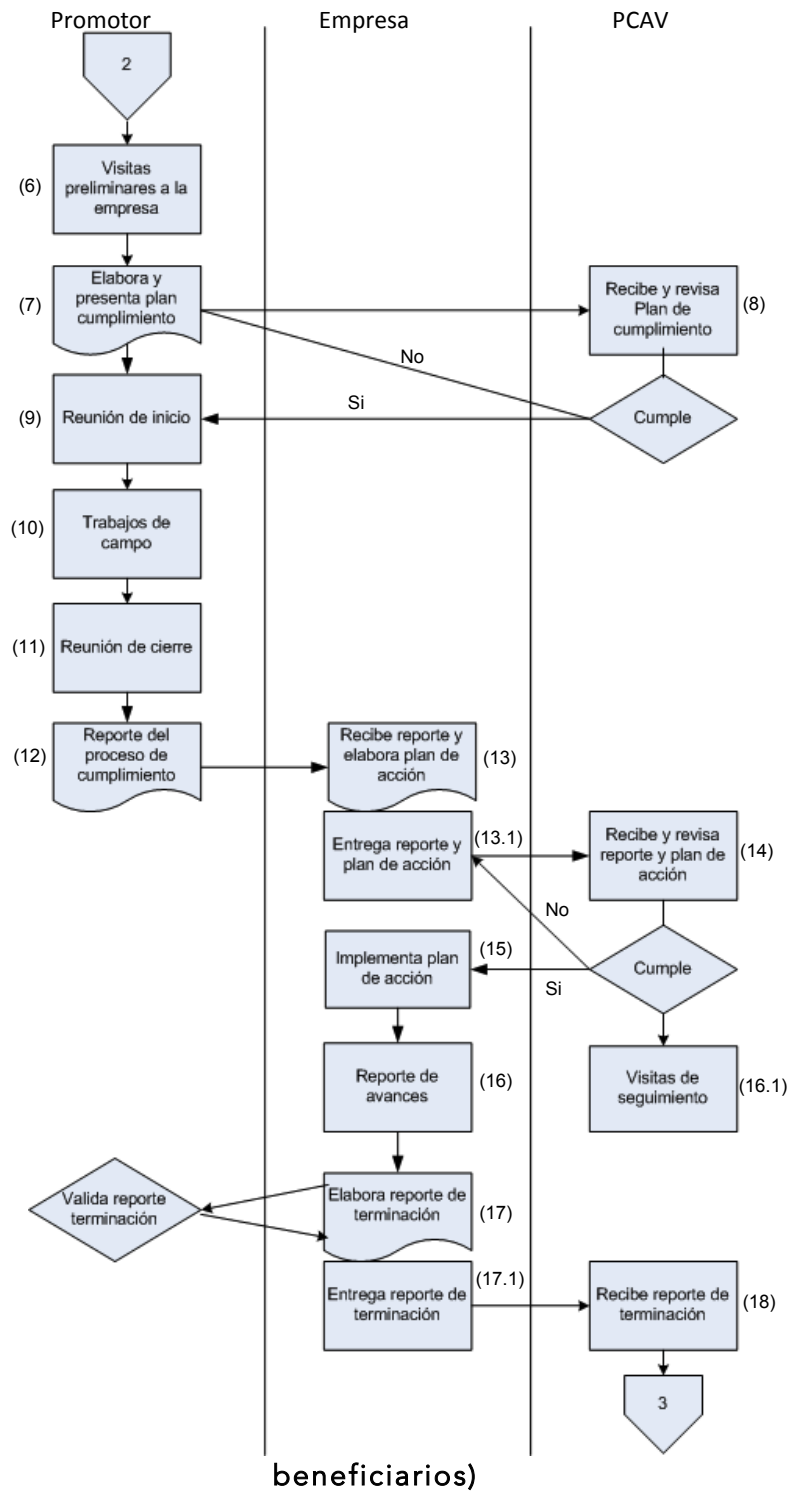 Promotor
Empresa
PCAV
2
(6)
Visitas
preliminares a la
empresa
(7)
Elabora y
presenta plan
cumplimiento
Recibe y revisa
Plan de
cumplimiento
(8)
No
(9)
Reunión de inicio
Si
Cumple
(10)
Trabajos de
campo
(11)
Reunión de cierre
(12)
Reporte del
proceso de
cumplimiento
Recibe reporte y
elabora plan de
acción
(13)
Entrega reporte y
plan de acción
(13.1)
Recibe y revisa
reporte y plan de
acción
(14)
No
Implementa plan
de acción
(15)
Si
Cumple
Reporte de
avances
(16)
Visitas de
seguimiento
(16.1)
Valida reporte
terminación
Elabora reporte de
terminación
(17)
Entrega reporte de
terminación
(17.1)
Recibe reporte de
terminación
(18)
3
beneficiarios)